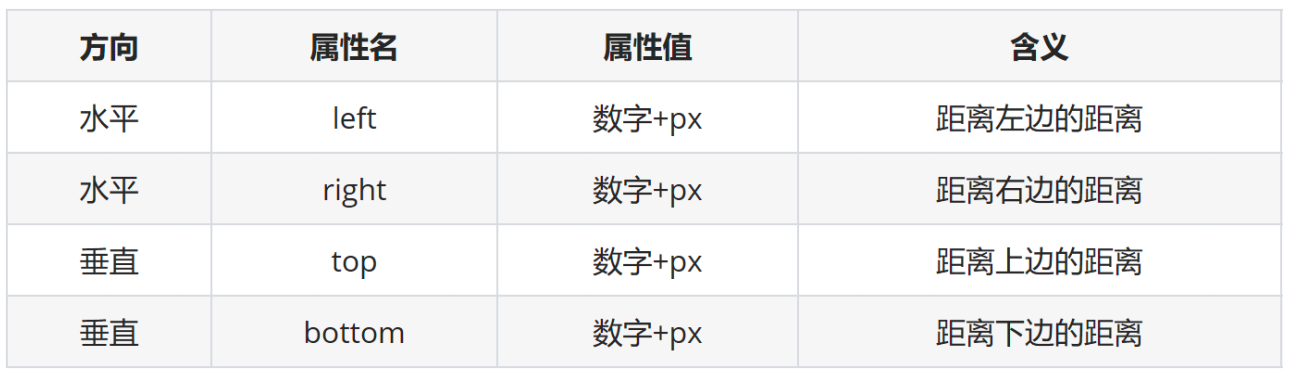 方向 属性名 属性值 含义
水平 left 数字+px 距离左边的距离
水平 right 数字+px 距离右边的距离
垂直 top 数字+px 距离上边的距离
垂直 bottom 数字+px 距离下边的距离